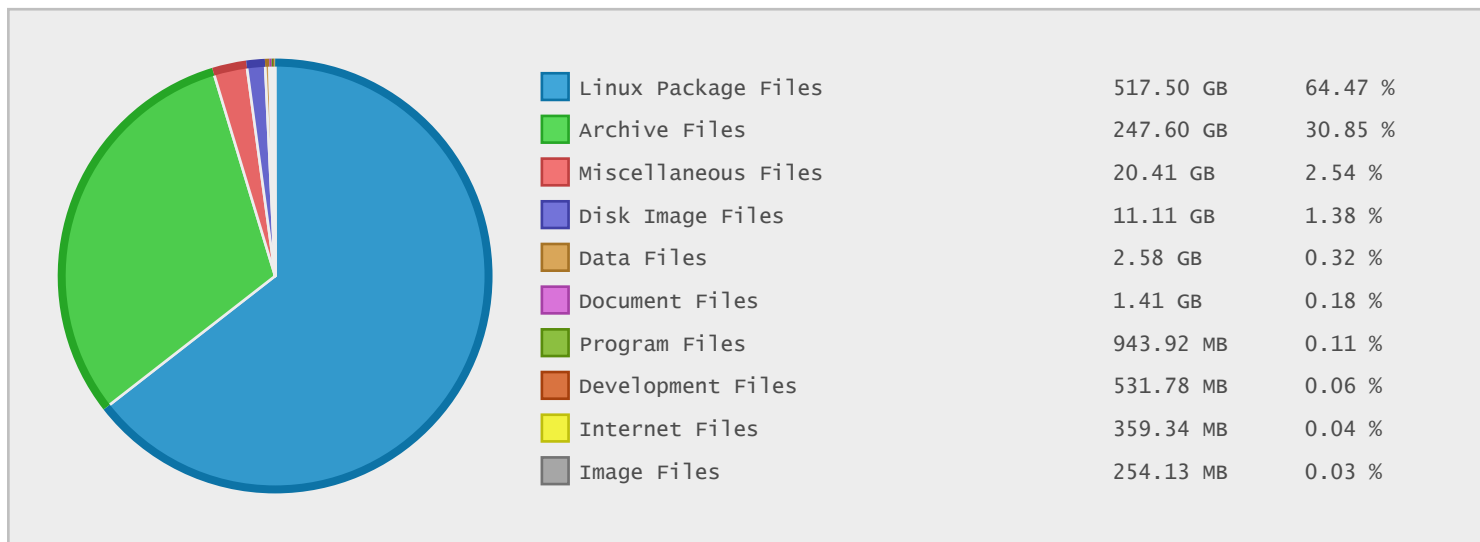 Linux Package Files 517.50 GB 64.47 %
Archive Files 247.60 GB 30.85 %
Miscellaneous Files 20.41 GB 2.54 %
Disk Image Files 11.11 GB 1.38 %
Data Files 2.58 GB 0.32 %
Document Files 1.41 GB 0.18 %
Program Files 943.92 MB 0.11 %
Development Files 531.78 MB 0.06 %
Internet Files 359.34 MB 0.04 %
Image Files 254.13 MB 0.03 %